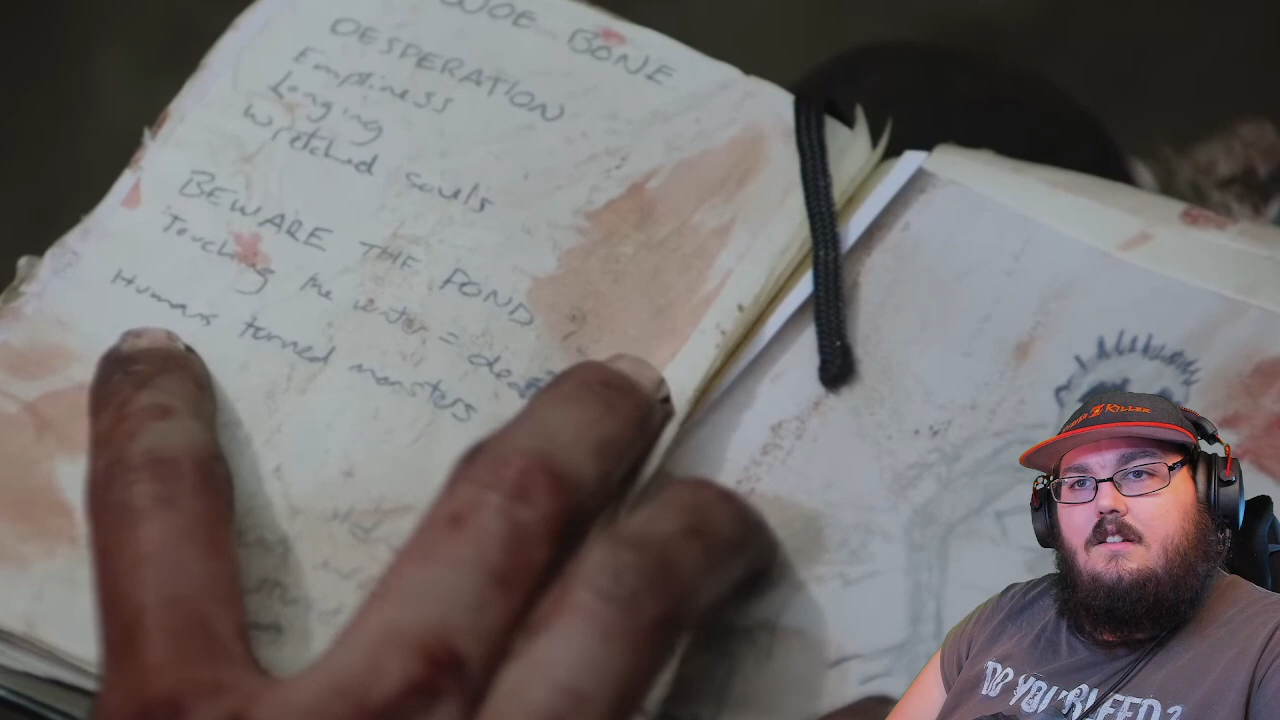 WOE BONE
DESPERATION
Emptiness
Longing
Wretched souls
BEWARE THE POND
Touching the water =
Humans turned monsters
KILLER
DO YOU BLEED?